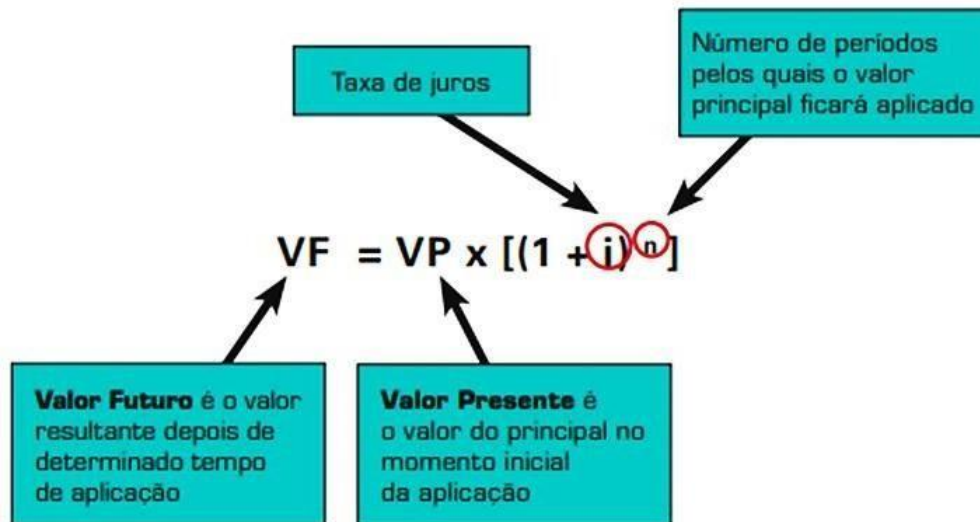 Taxa de juros
Número de períodos
pelos quais o valor
principal ficará aplicado
VF = VP x [(1 + i)ⁿ]
Valor Futuro é o valor
resultante depois de
determinado tempo
de aplicação
Valor Presente é
o valor do principal no
momento inicial
da aplicação